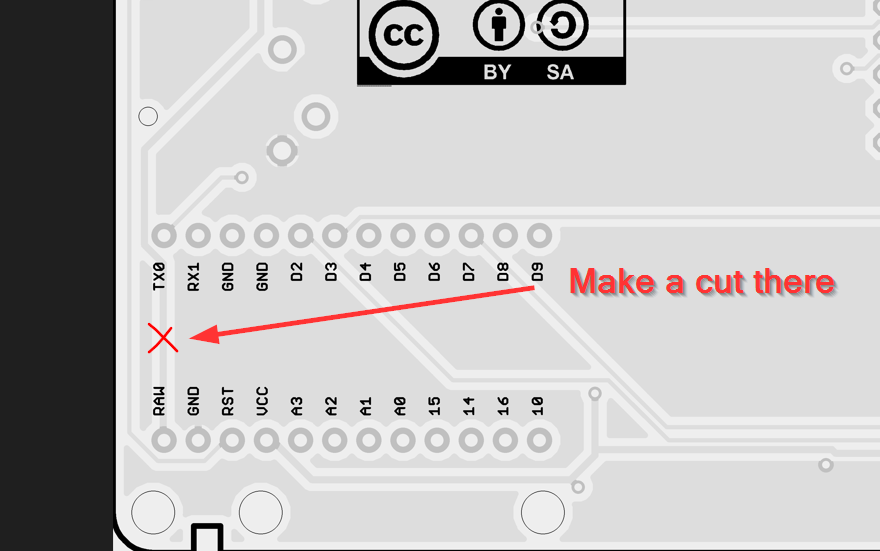 cc
BY SA
TX0 RX1 GND GND D2 D3 D4 D5 D6 D7 D8 D9
Make a cut there
RAW GND RST VCC A3 A2 A1 A0 15 14 16 10